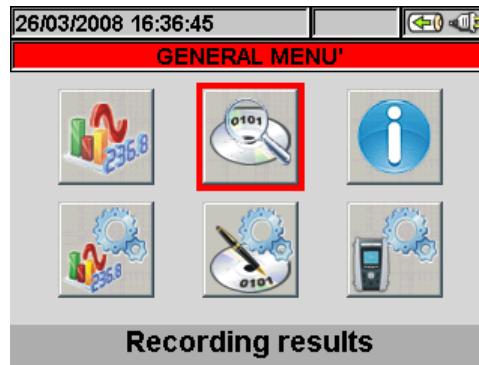 26/03/2008 16:36:45
GENERAL MENU'
236.8
0101
236.8
0101
Recording results